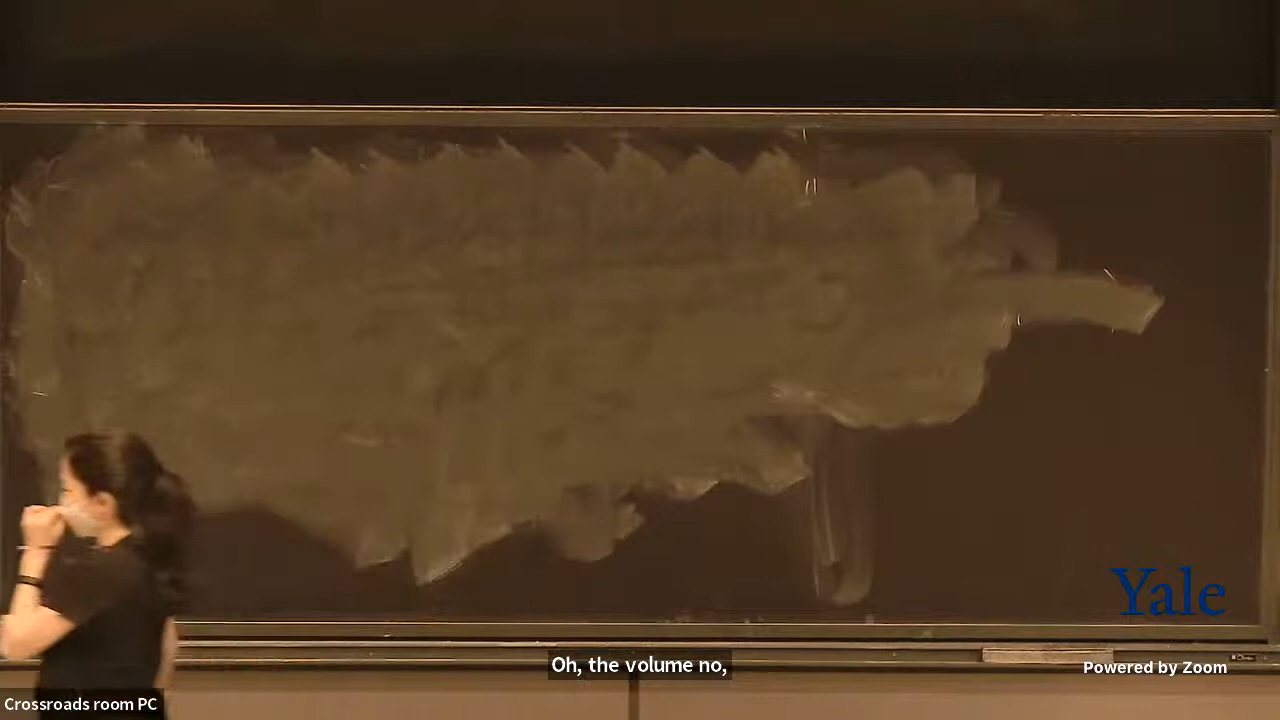 Yale
Oh, the volume no,
Powered by Zoom
Crossroads room PC